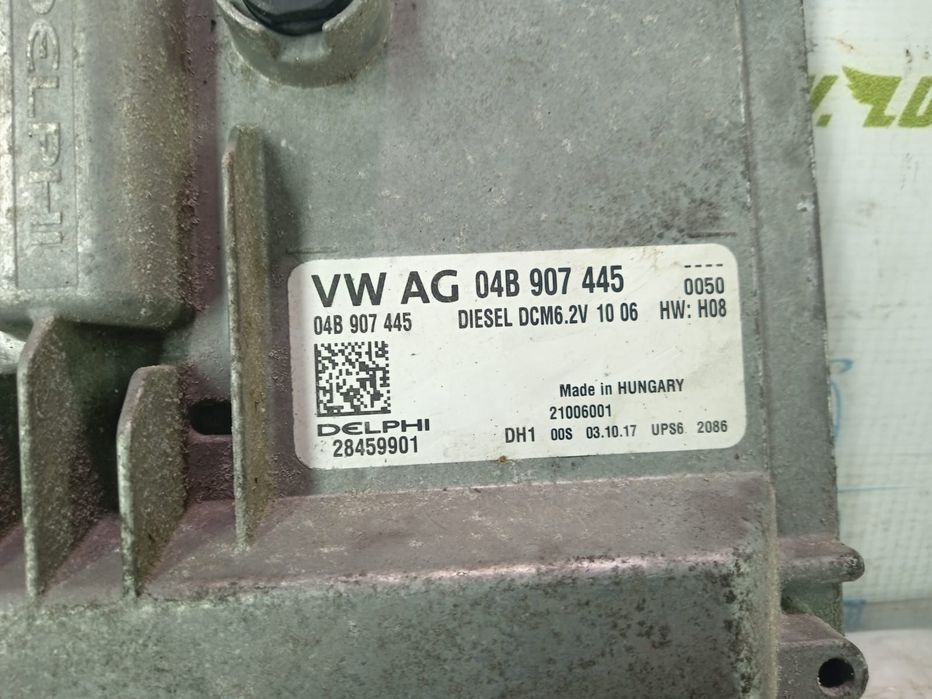 DELPHI
VW AG 04B 907 445 ----
04B 907 445 DIESEL DCM6.2V 10 06 0050
HW: H08
Made in HUNGARY
21006001
DELPHI
28459901 DH1 00S 03.10.17 UPS6 2086